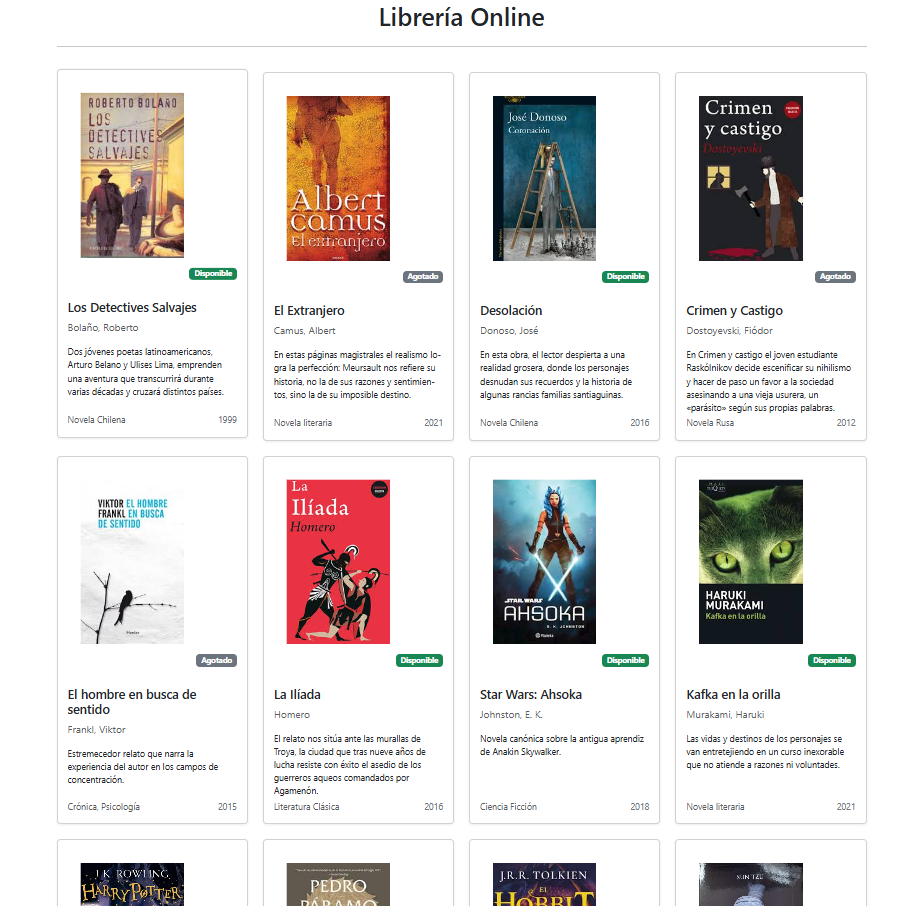 Librería Online
ROBERTO BOLAÑO
LOS
DETECTIVES
SALVAJES
Disponible
Los Detectives Salvajes
Bolaño, Roberto
Dos jóvenes poetas latinoamericanos,
Arturo Belano y Ulises Lima, emprenden
una aventura que transcurrirá durante
varias décadas y cruzará distintos países.
Novela Chilena 1999
Albert
camus
El extranjero
Agotado
El Extranjero
Camus, Albert
En estas páginas magistrales el realismo lo-
gra la perfección: Meursault nos refiere su
historia, no la de sus razones y sentimien-
tos, sino la de su imposible destino.
Novela literaria 2021
José Donoso
Coronación
Disponible
Desolación
Donoso, José
En esta obra, el lector despierta a una
realidad grosera, donde los personajes
desnudan sus recuerdos y la historia de
algunas rancias familias santiaguinas.
Novela Chilena 2016
Crimen
y castigo
Dostoyevski
Agotado
Crimen y Castigo
Dostoyevski, Fiódor
En Crimen y castigo el joven estudiante
Raskólnikov decide escenificar su nihilismo
y hacer de paso un favor a la sociedad
asesinando a una vieja usurera, un
«parásito» según sus propias palabras.
Novela Rusa 2012
VIKTOR EL HOMBRE
FRANKL EN BUSCA
DE SENTIDO
Herder
Agotado
El hombre en busca de
sentido
Frankl, Viktor
Estremecedor relato que narra la
experiencia del autor en los campos de
concentración.
Crónica, Psicología 2015
La
Ilíada
Homero
Disponible
La Ilíada
Homero
El relato nos sitúa ante las murallas de
Troya, la ciudad que tras nueve años de
lucha resiste con éxito el asedio de los
guerreros aqueos comandados por
Agamenón.
Literatura Clásica 2016
STAR WARS
AHSOKA
E. K. JOHNSTON
Planeta
Disponible
Star Wars: Ahsoka
Johnston, E. K.
Novela canónica sobre la antigua aprendiz
de Anakin Skywalker.
Ciencia Ficción 2018
MAXI
TUSQUETS
HARUKI
MURAKAMI
Kafka en la orilla
Disponible
Kafka en la orilla
Murakami, Haruki
Las vidas y destinos de los personajes se
van entretejiendo en un curso inexorable
que no atiende a razones ni voluntades.
Novela literaria 2021
J.K. ROWLING
HARRY POTTER
PEDRO
PÁRAMO
J.R.R. TOLKIEN
EL
HOBBIT
SUN TZU